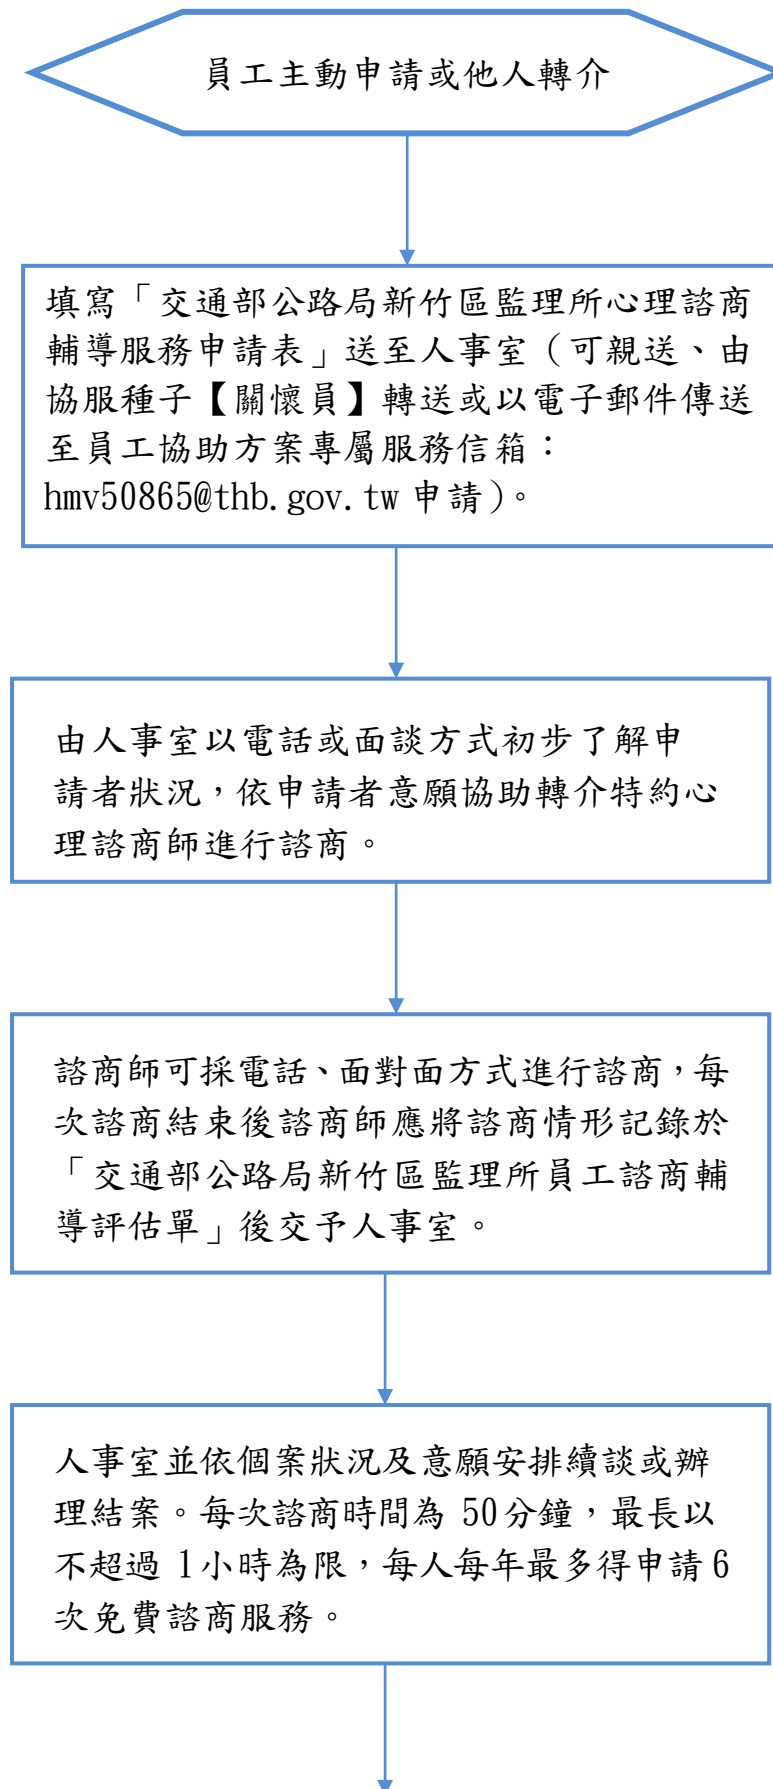 員工主動申請或他人轉介
填寫「交通部公路局新竹區監理所心理諮商
輔導服務申請表」送至人事室（可親送、由
協服種子【關懷員】轉送或以電子郵件傳送
至員工協助方案專屬服務信箱：
hmv50865@thb.gov.tw 申請）。
由人事室以電話或面談方式初步了解申
請者狀況，依申請者意願協助轉介特約心
理諮商師進行諮商。
諮商師可採電話、面對面方式進行諮商，每
次諮商結束後諮商師應將諮商情形記錄於
「交通部公路局新竹區監理所員工諮商輔
導評估單」後交予人事室。
人事室並依個案狀況及意願安排續談或辦
理結案。每次諮商時間為 50分鐘，最長以
不超過 1小時為限，每人每年最多得申請 6
次免費諮商服務。